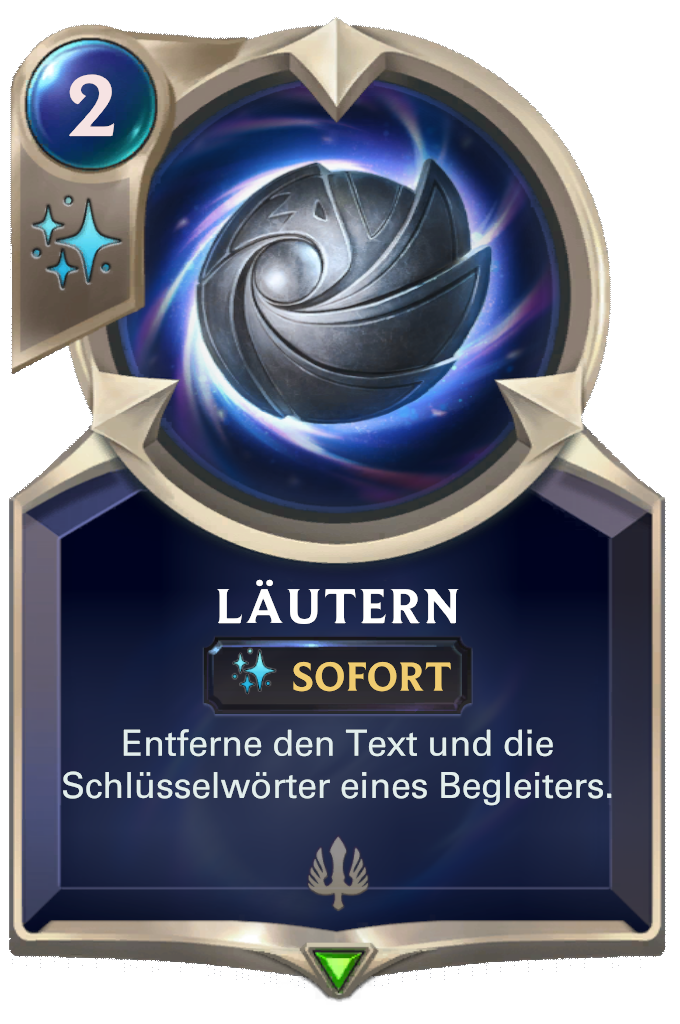 2
LÄUTERN
SOFORT
Entferne den Text und die
Schlüsselwörter eines Begleiters.